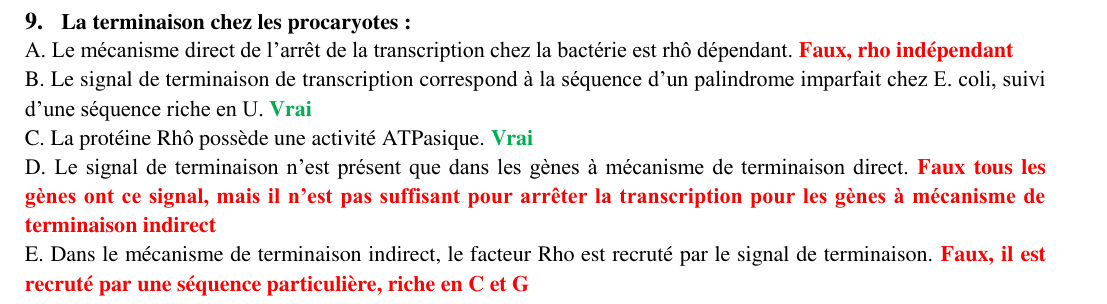 9. La terminaison chez les procaryotes :
A. Le mécanisme direct de l’arrêt de la transcription chez la bactérie est rhô dépendant. Faux, rho indépendant
B. Le signal de terminaison de transcription correspond à la séquence d’un palindrome imparfait chez E. coli, suivi
d’une séquence riche en U. Vrai
C. La protéine Rhô possède une activité ATPasique. Vrai
D. Le signal de terminaison n’est présent que dans les gènes à mécanisme de terminaison direct. Faux tous les
gènes ont ce signal, mais il n’est pas suffisant pour arrêter la transcription pour les gènes à mécanisme de
terminaison indirect
E. Dans le mécanisme de terminaison indirect, le facteur Rho est recruté par le signal de terminaison. Faux, il est
recruté par une séquence particulière, riche en C et G